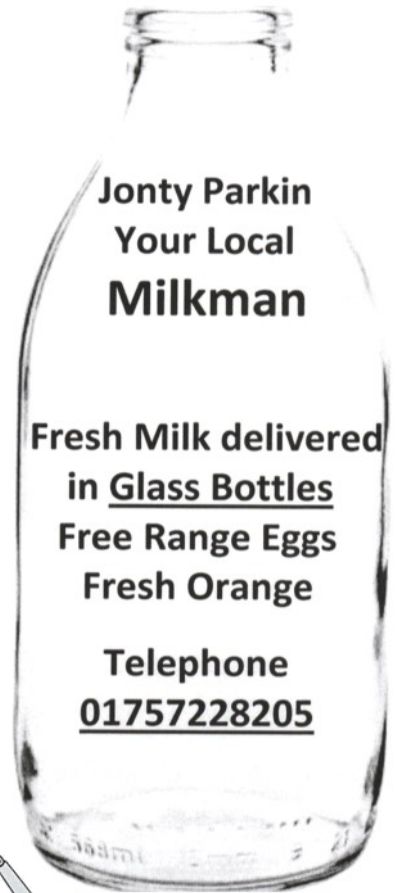 Jonty Parkin
Your Local
Milkman
Fresh Milk delivered
in Glass Bottles
Free Range Eggs
Fresh Orange
Telephone
01757228205